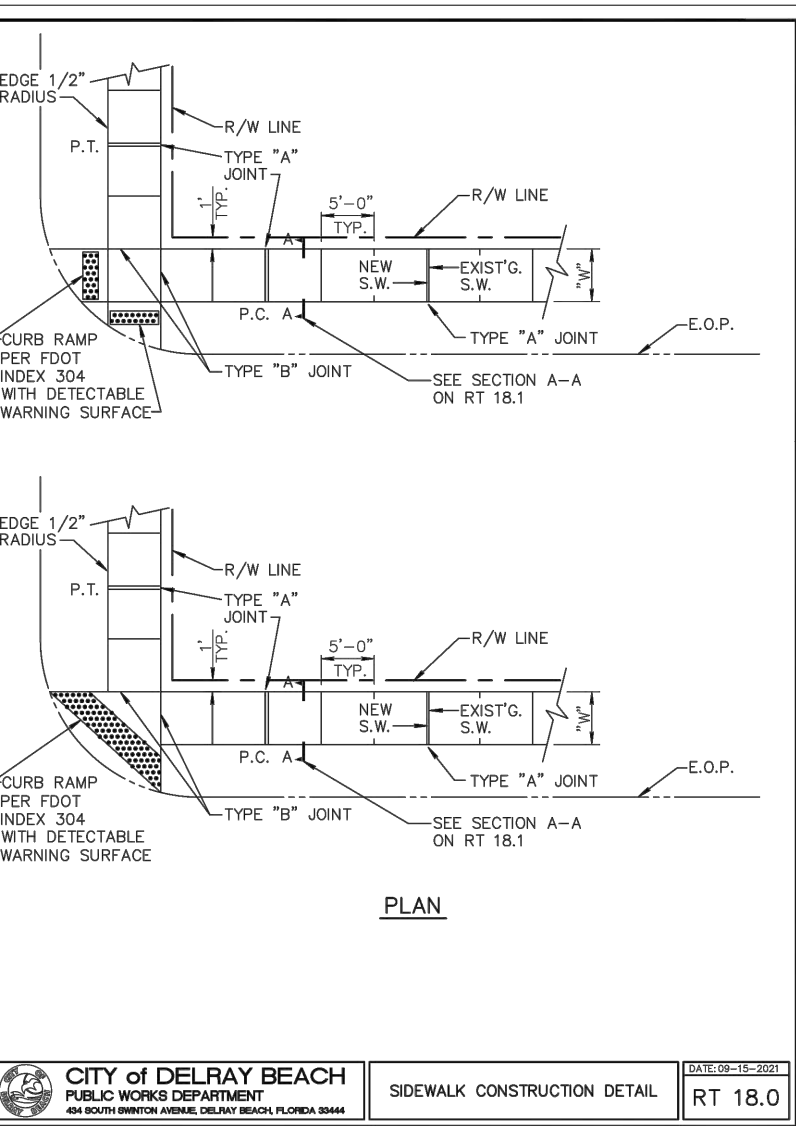 EDGE 1/2"
RADIUS
P.T.
R/W LINE
TYPE "A"
JOINT
1'
TYP.
5'-0"
TYP.
R/W LINE
A
NEW
S.W.
EXIST'G.
S.W.
"W"
P.C.
A
TYPE "A" JOINT
E.O.P.
CURB RAMP
PER FDOT
INDEX 304
WITH DETECTABLE
WARNING SURFACE
TYPE "B" JOINT
SEE SECTION A-A
ON RT 18.1
EDGE 1/2"
RADIUS
P.T.
R/W LINE
TYPE "A"
JOINT
1'
TYP.
5'-0"
TYP.
R/W LINE
A
NEW
S.W.
EXIST'G.
S.W.
"W"
P.C.
A
TYPE "A" JOINT
E.O.P.
CURB RAMP
PER FDOT
INDEX 304
WITH DETECTABLE
WARNING SURFACE
TYPE "B" JOINT
SEE SECTION A-A
ON RT 18.1
PLAN
CITY OF
DELRAY BEACH
CITY of DELRAY BEACH
PUBLIC WORKS DEPARTMENT
434 SOUTH SWINTON AVENUE, DELRAY BEACH, FLORIDA 33444
SIDEWALK CONSTRUCTION DETAIL
DATE: 09-15-2021
RT 18.0